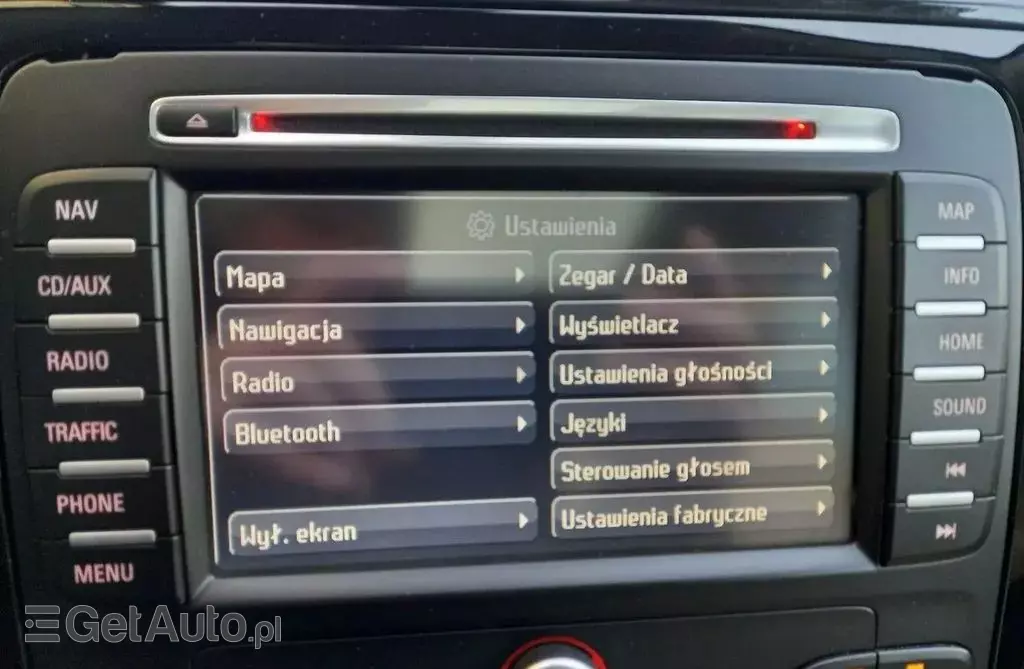 NAV
CD/AUX
RADIO
TRAFFIC
PHONE
MENU
Ustawienia
Mapa
Nawigacja
Radio
Bluetooth
Wył. ekran
Zegar / Data
Wyświetlacz
Ustawienia głośności
Języki
Sterowanie głosem
Ustawienia fabryczne
MAP
INFO
HOME
SOUND
GetAuto.pl